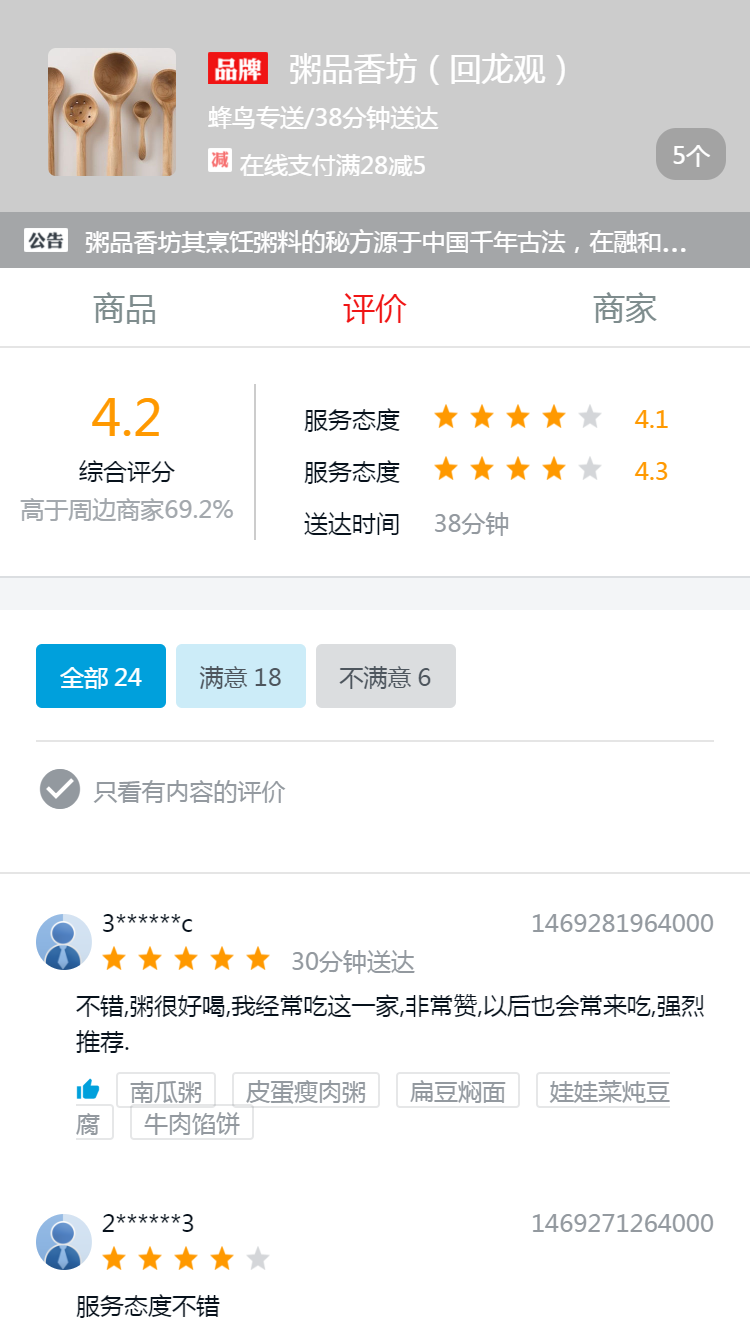 品牌 粥品香坊（回龙观）
蜂鸟专送/38分钟送达
减 在线支付满28减5
5个
公告 粥品香坊其烹饪粥料的秘方源于中国千年古法，在融和...
商品 评价 商家
4.2
综合评分
高于周边商家69.2%
服务态度 4.1
服务态度 4.3
送达时间 38分钟
全部 24 满意 18 不满意 6
只看有内容的评价
3******c 1469281964000
30分钟送达
不错,粥很好喝,我经常吃这一家,非常赞,以后也会常来吃,强烈
推荐.
南瓜粥 皮蛋瘦肉粥 扁豆焖面 娃娃菜炖豆
腐 牛肉馅饼
2******3 1469271264000
服务态度不错